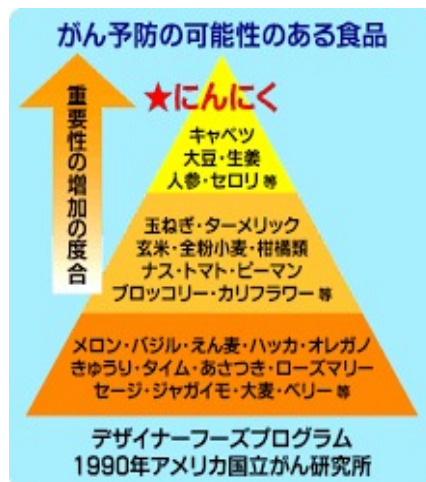 がん予防の可能性のある食品
重要性の増加の度合
★にんにく
キャベツ
大豆・生姜
人参・セロリ 等
玉ねぎ・ターメリック
玄米・全粉小麦・柑橘類
ナス・トマト・ピーマン
ブロッコリー・カリフラワー 等
メロン・バジル・えん麦・ハッカ・オレガノ
きゅうり・タイム・あさつき・ローズマリー
セージ・ジャガイモ・大麦・ベリー 等
デザイナーフーズプログラム
1990年アメリカ国立がん研究所